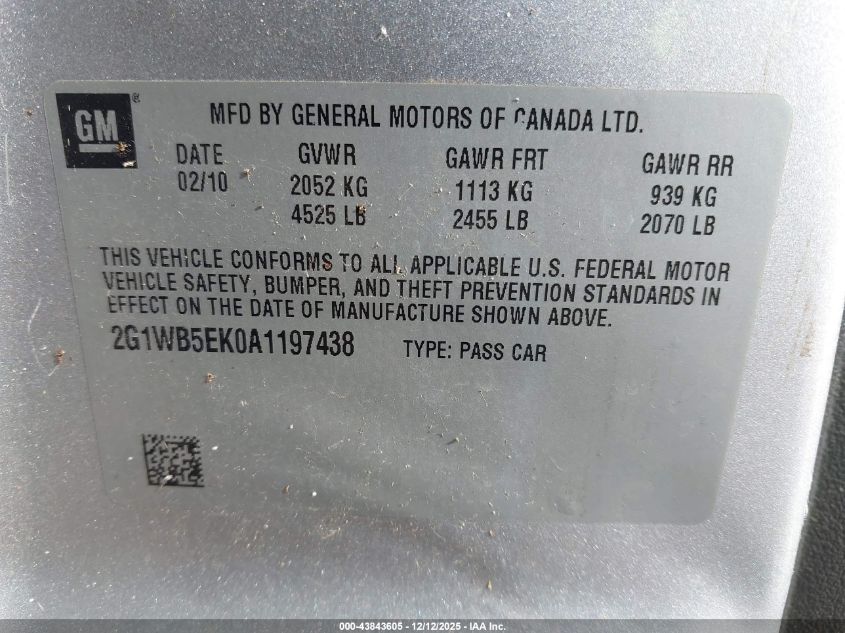 GM ®
MFD BY GENERAL MOTORS OF CANADA LTD.
DATE GVWR GAWR FRT GAWR RR
02/10 2052 KG 1113 KG 939 KG
4525 LB 2455 LB 2070 LB
THIS VEHICLE CONFORMS TO ALL APPLICABLE U.S. FEDERAL MOTOR
VEHICLE SAFETY, BUMPER, AND THEFT PREVENTION STANDARDS IN
EFFECT ON THE DATE OF MANUFACTURE SHOWN ABOVE.
2G1WB5EK0A1197438 TYPE: PASS CAR
000-43843605 - 12/12/2025 - IAA Inc.